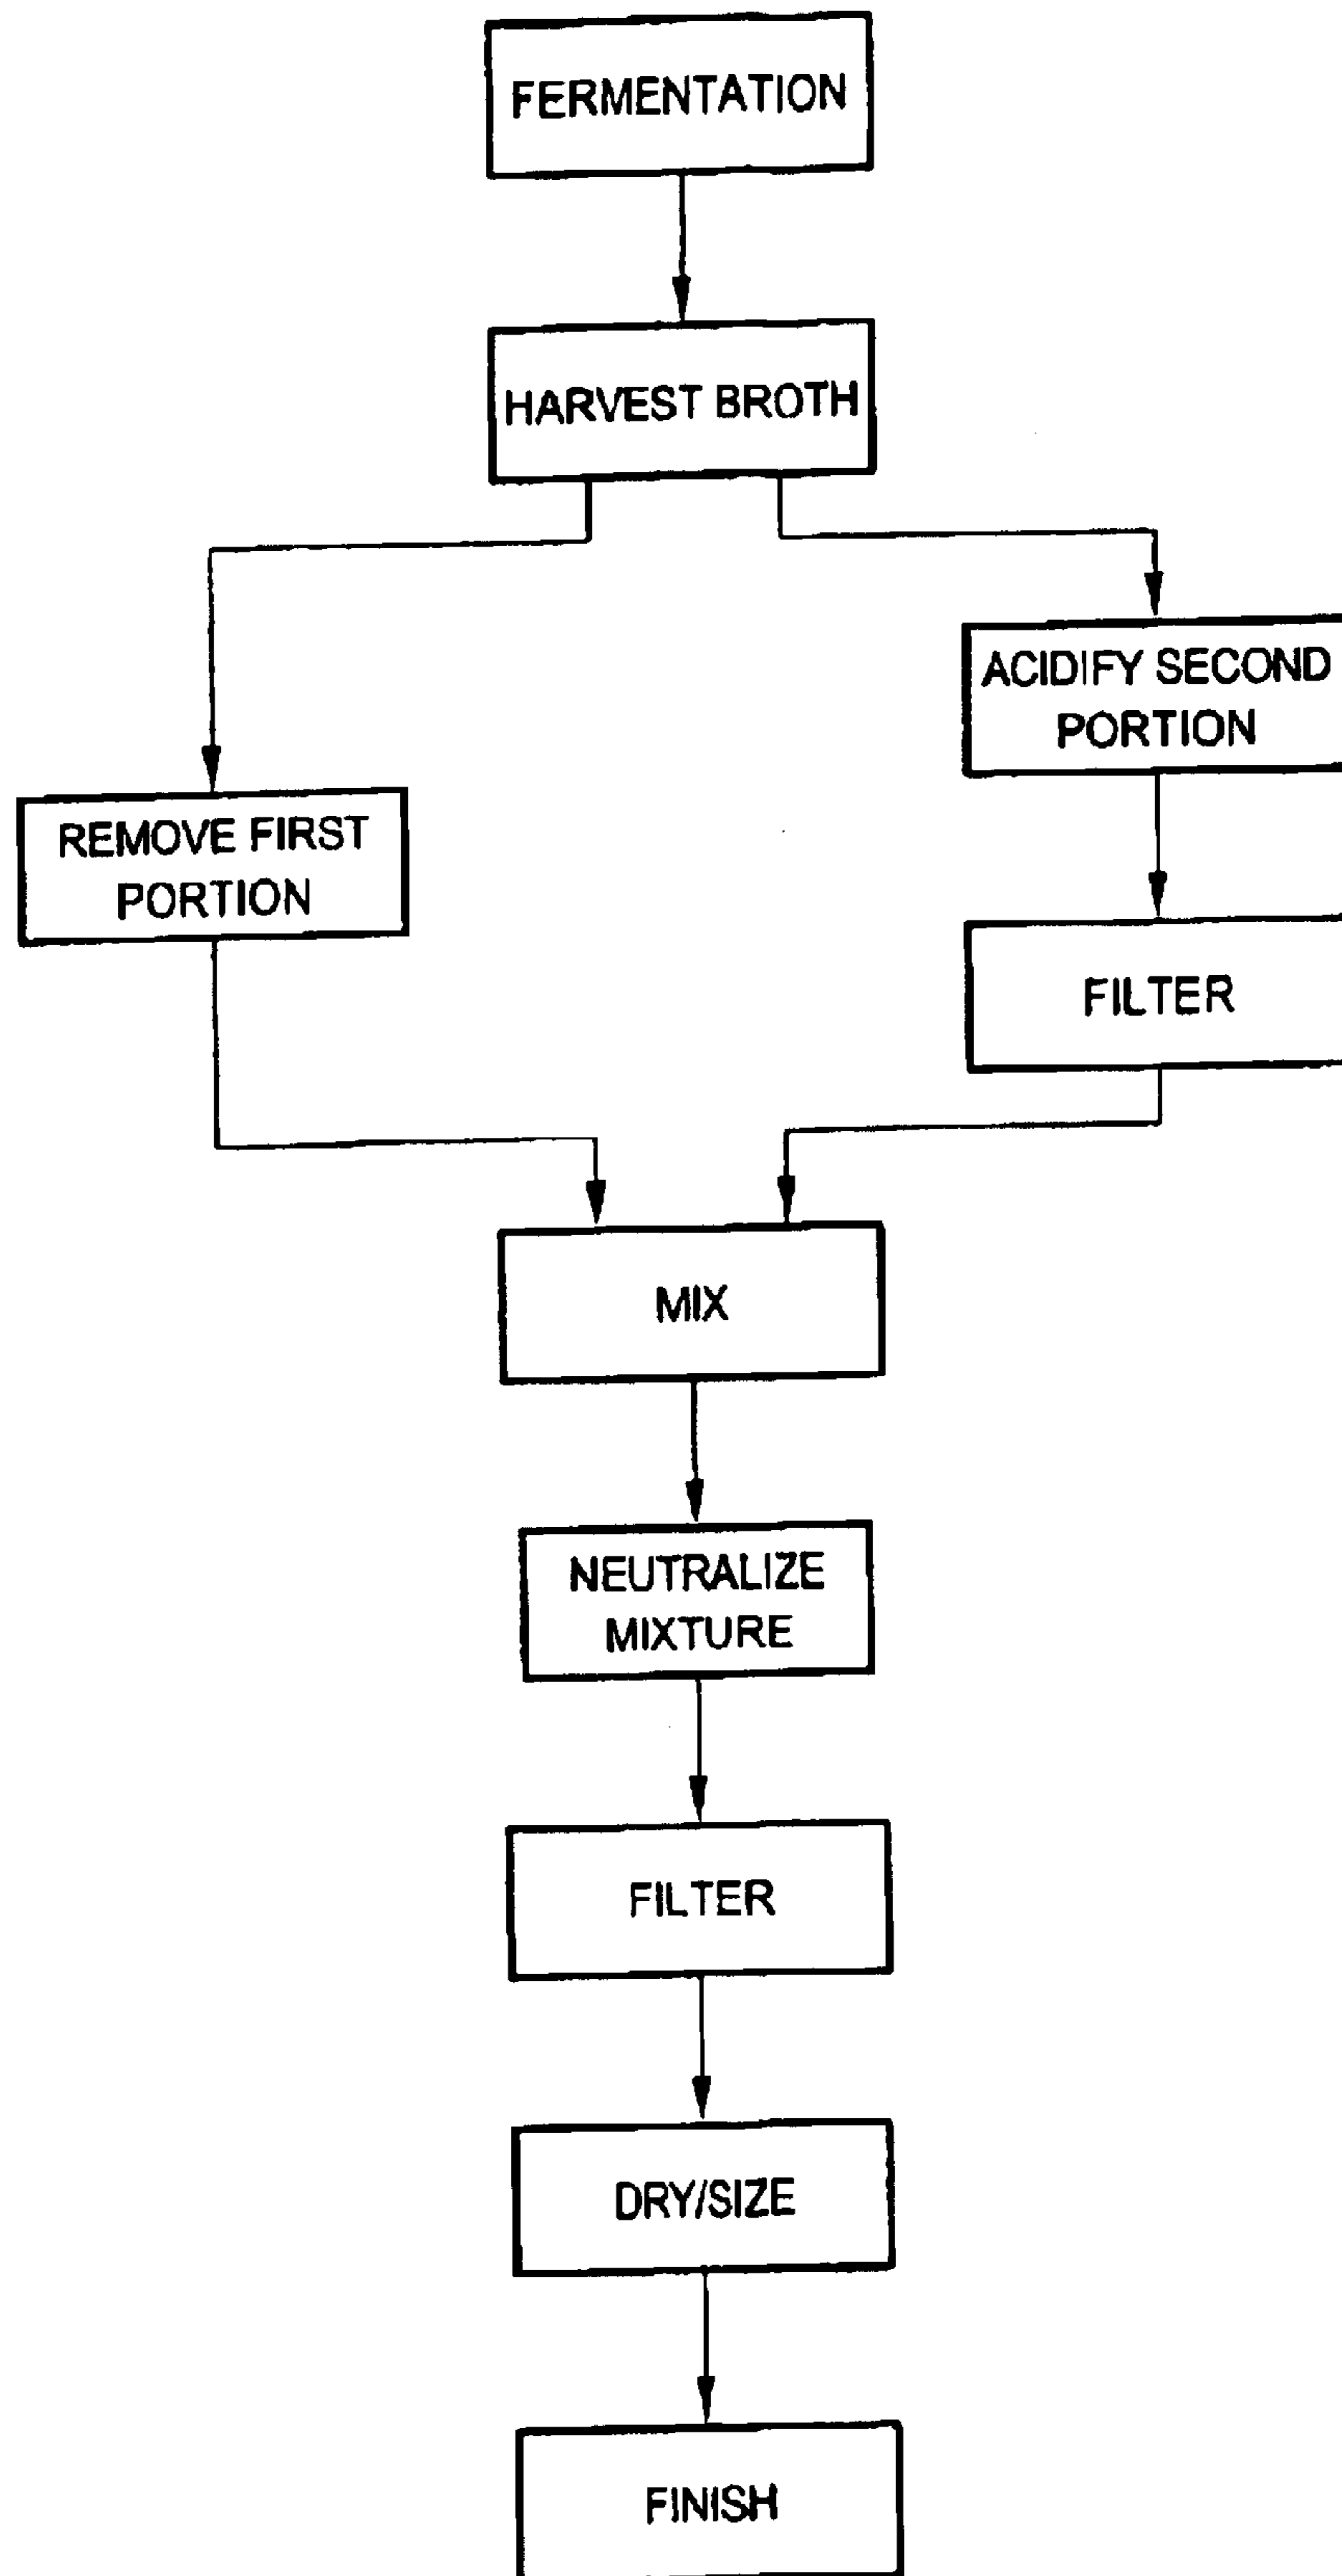 FERMENTATION
HARVEST BROTH
ACIDIFY SECOND
PORTION
REMOVE FIRST
PORTION
FILTER
MIX
NEUTRALIZE
MIXTURE
FILTER
DRY/SIZE
FINISH